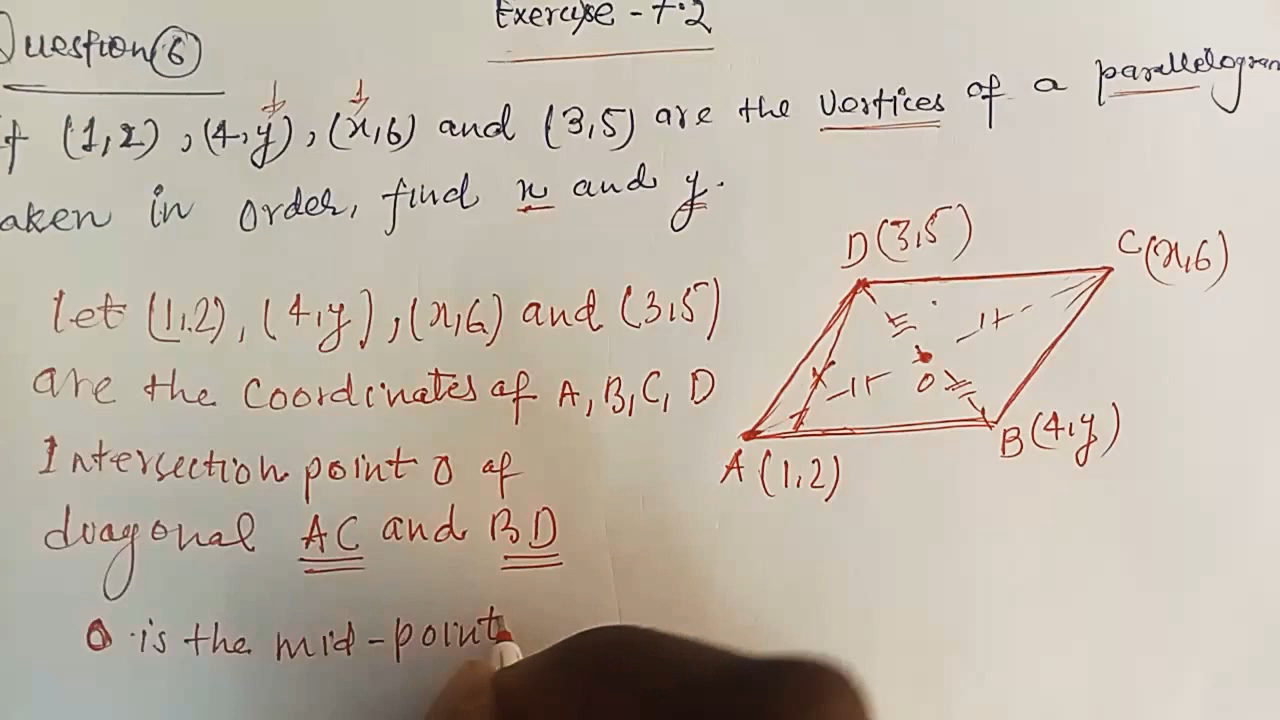 Exercise - 7.2
Question 6
If (1,2), (4,y), (x,6) and (3,5) are the vertices of a parallelogram
taken in order, find x and y.
Let (1,2), (4,y), (x,6) and (3,5)
are the coordinates of A, B, C, D
Intersection point O of
diagonal AC and BD
O is the mid-point
D(3,5)
C(x,6)
O
B(4,y)
A(1,2)